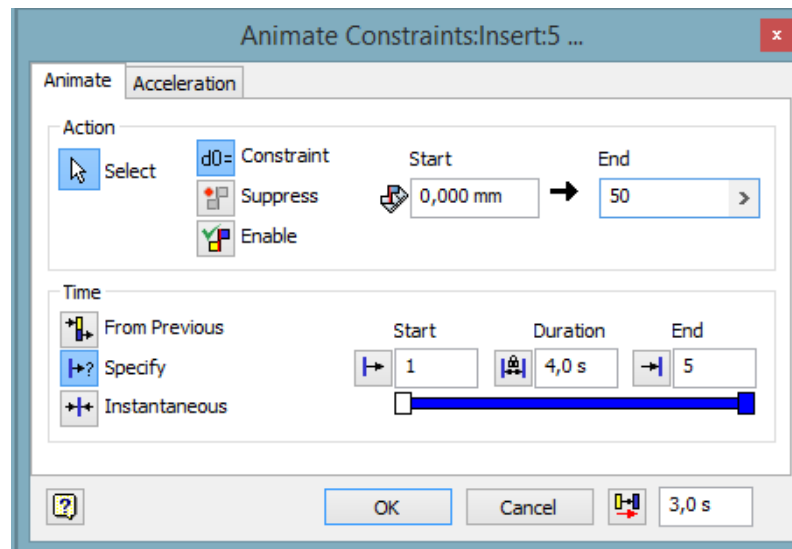 Animate Constraints:Insert:5 ...
x
Animate Acceleration
Action
Select
d0= Constraint
Suppress
Enable
Start End
0,000 mm 50 >
Time
From Previous
Specify
Instantaneous
Start Duration End
1 4,0 s 5
? OK Cancel 3,0 s